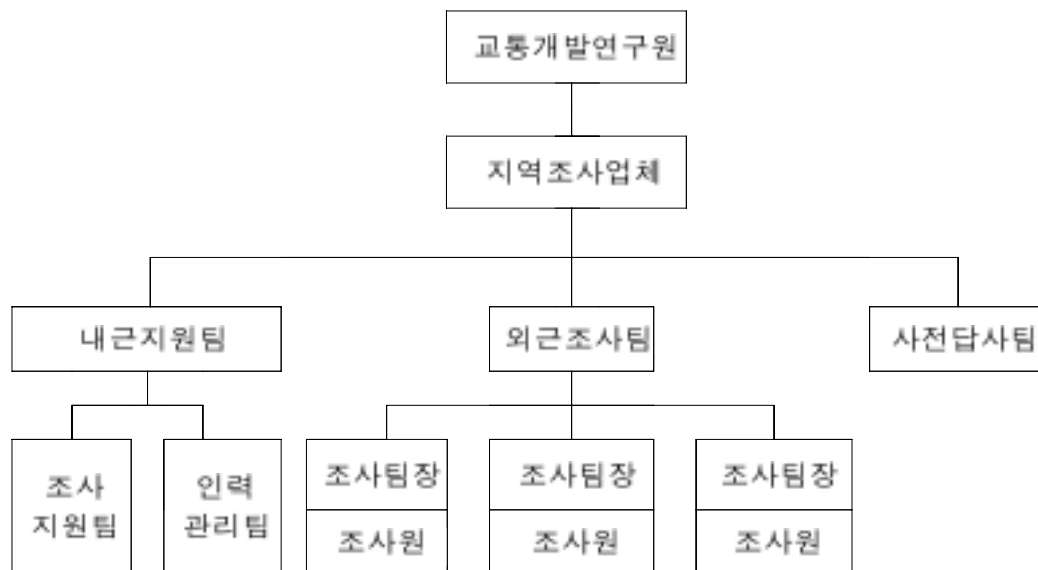 교통개발연구원
지역조사업체
내근지원팀
외근조사팀
사전답사팀
조사
지원팀
인력
관리팀
조사팀장
조사원
조사팀장
조사원
조사팀장
조사원